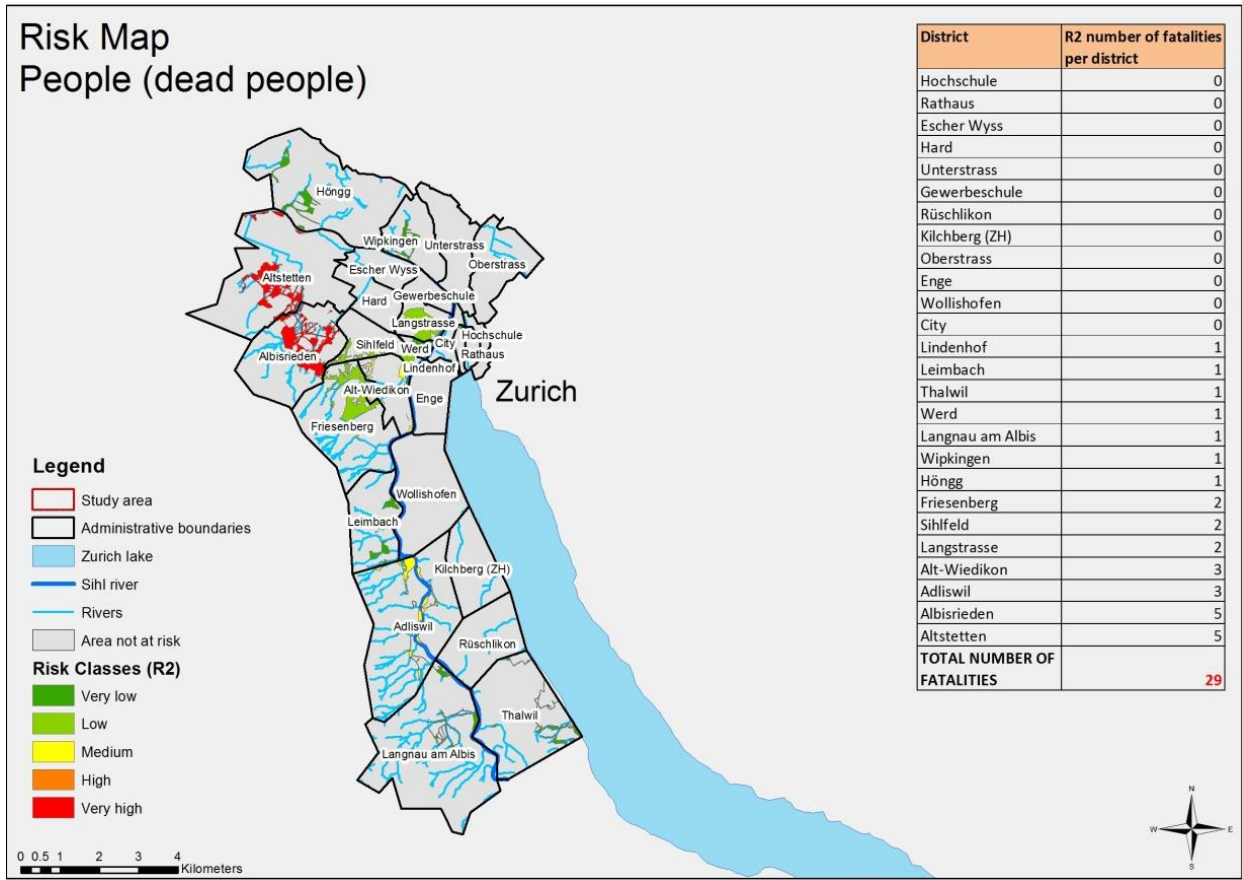 Risk Map
People (dead people)
District R2 number of fatalities per district
Hochschule 0
Rathaus 0
Escher Wyss 0
Hard 0
Unterstrass 0
Gewerbeschule 0
Rüschlikon 0
Kilchberg (ZH) 0
Oberstrass 0
Enge 0
Wollishofen 0
City 0
Lindenhof 1
Leimbach 1
Thalwil 1
Werd 1
Langnau am Albis 1
Wipkingen 1
Höngg 1
Friesenberg 2
Sihlfeld 2
Langstrasse 2
Alt-Wiedikon 3
Adliswil 3
Albisrieden 5
Altstetten 5
TOTAL NUMBER OF
FATALITIES 29
Höngg
Wipkingen
Unterstrass
Oberstrass
Escher Wyss
Altstetten
Hard
Gewerbeschule
Langstrasse
Hochschule
Sihlfeld
Werd
City
Rathaus
Albisrieden
Lindenhof
Alt-Wiedikon
Enge
Zurich
Friesenberg
Wollishofen
Leimbach
Kilchberg (ZH)
Adliswil
Rüschlikon
Thalwil
Langnau am Albis
Legend
Study area
Administrative boundaries
Zurich lake
Sihl river
Rivers
Area not at risk
Risk Classes (R2)
Very low
Low
Medium
High
Very high
0 0.5 1 2 3 4
Kilometers
N
W E
S